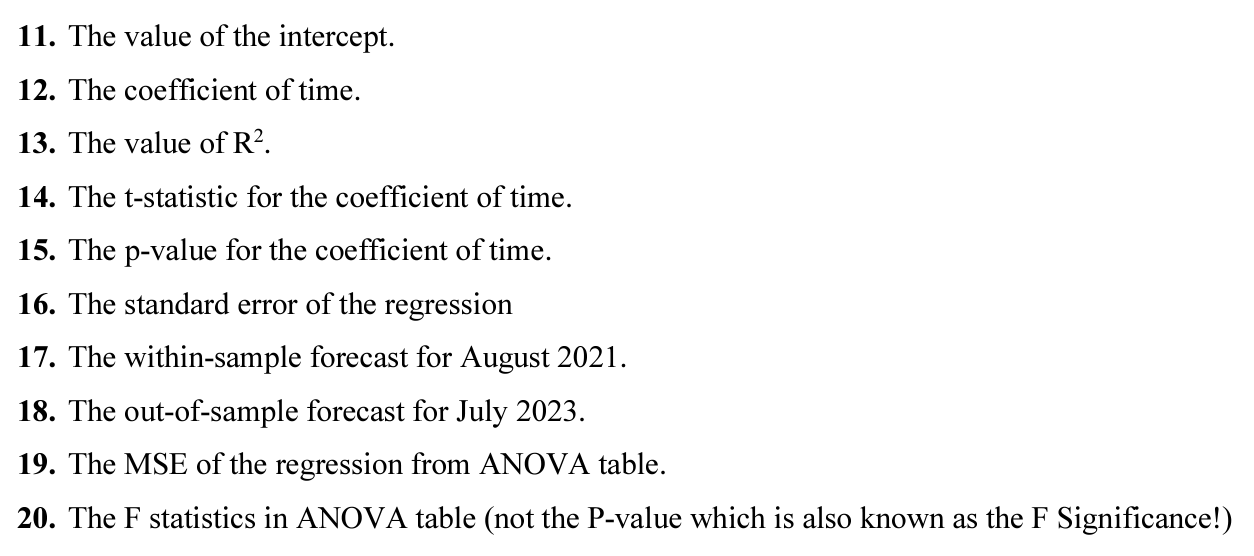 11. The value of the intercept.
12. The coefficient of time.
13. The value of R².
14. The t-statistic for the coefficient of time.
15. The p-value for the coefficient of time.
16. The standard error of the regression
17. The within-sample forecast for August 2021.
18. The out-of-sample forecast for July 2023.
19. The MSE of the regression from ANOVA table.
20. The F statistics in ANOVA table (not the P-value which is also known as the F Significance!)